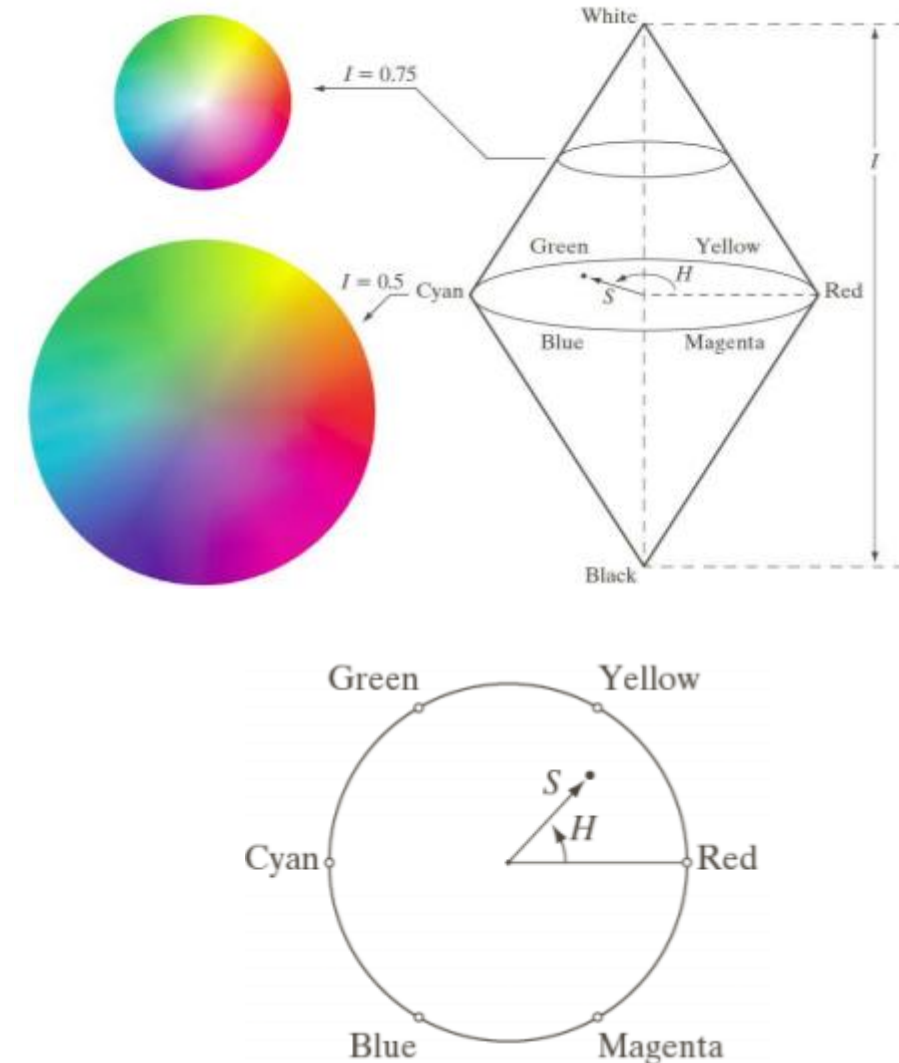 White
I = 0.75
I
Green Yellow
I = 0.5 Cyan H Red
S
Blue Magenta
Black
Green Yellow
S
H
Cyan Red
Blue Magenta